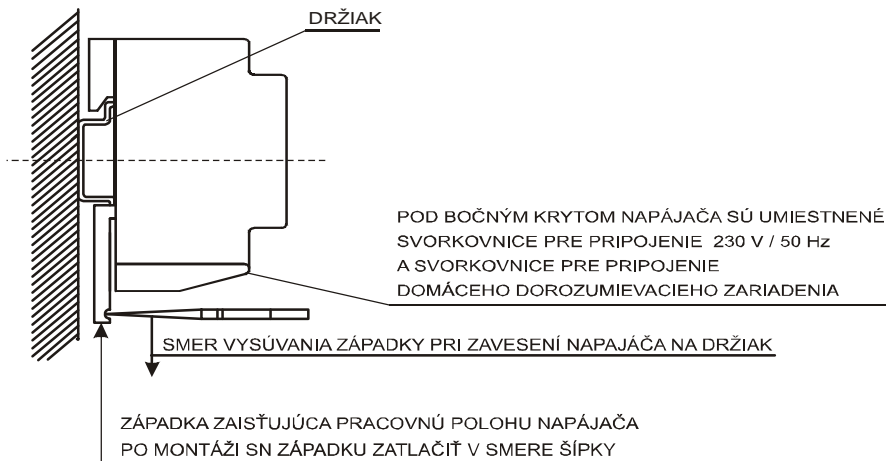 DRŽIAK
POD BOČNÝM KRYTOM NAPÁJAČA SÚ UMIESTNENÉ
SVORKOVNICE PRE PRIPOJENIE 230 V / 50 Hz
A SVORKOVNICE PRE PRIPOJENIE
DOMÁCEHO DOROZUMIEVACIEHO ZARIADENIA
SMER VYSÚVANIA ZÁPADKY PRI ZAVESENÍ NAPAJÁČA NA DRŽIAK
ZÁPADKA ZAISŤUJÚCA PRACOVNÚ POLOHU NAPÁJAČA
PO MONTÁŽI SN ZÁPADKU ZATLAČIŤ V SMERE ŠÍPKY